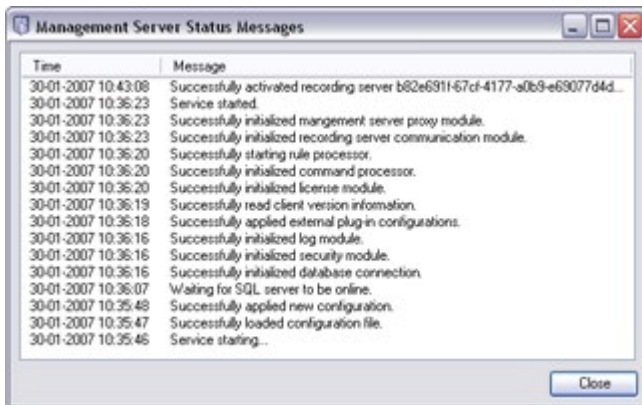 Management Server Status Messages
Time Message
30-01-2007 10:43:08 Successfully activated recording server b82e691f-67cf-4177-a0b9-e69077d4d...
30-01-2007 10:36:23 Service started.
30-01-2007 10:36:23 Successfully initialized mangement server proxy module.
30-01-2007 10:36:23 Successfully initialized recording server communication module.
30-01-2007 10:36:20 Successfully starting rule processor.
30-01-2007 10:36:20 Successfully initialized command processor.
30-01-2007 10:36:20 Successfully initialized license module.
30-01-2007 10:36:19 Successfully read client version information.
30-01-2007 10:36:18 Successfully applied external plug-in configurations.
30-01-2007 10:36:16 Successfully initialized log module.
30-01-2007 10:36:16 Successfully initialized security module.
30-01-2007 10:36:16 Successfully initialized database connection.
30-01-2007 10:36:07 Waiting for SQL server to be online.
30-01-2007 10:35:48 Successfully applied new configuration.
30-01-2007 10:35:47 Successfully loaded configuration file.
30-01-2007 10:35:46 Service starting...
Close